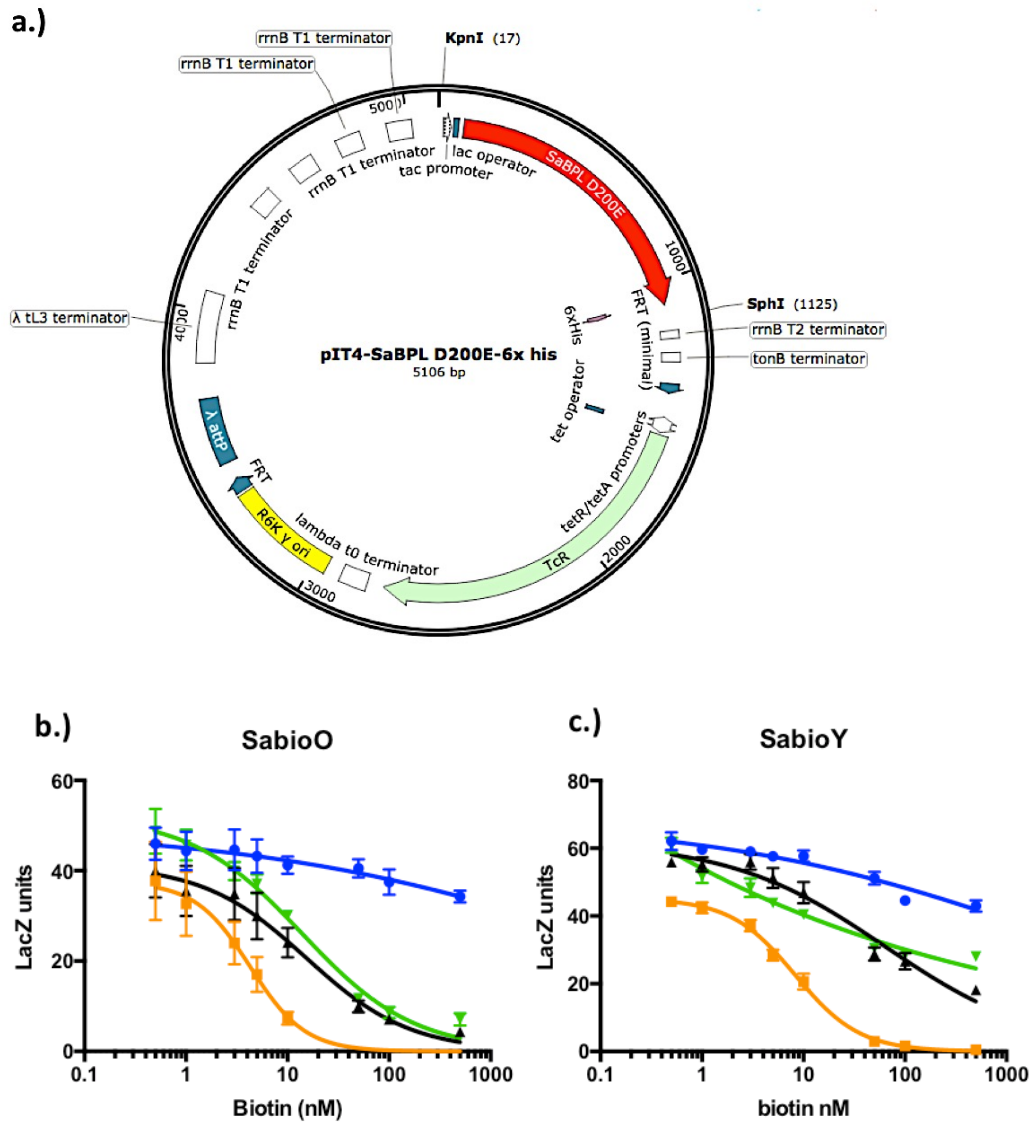 a.)
rrnB T1 terminator
KpnI (17)
rrnB T1 terminator
5000
rrnB T1 terminator
lac operator
tac promoter
SaBPL D200E
1000
rrnB T1 terminator
FRT (minimal)
SphI (1125)
6xHis
λ tL3 terminator
4000
rrnB T2 terminator
pIT4-SaBPL D200E-6x his
5106 bp
tonB terminator
tet operator
λ attP
tetR/tetA promoters
FRT
R6K γ ori
lambda t0 terminator
TcR
2000
3000
b.)
SabioO
60
40
20
0
LacZ units
0.1
1
10
100
1000
Biotin (nM)
c.)
SabioY
80
60
40
20
0
LacZ units
0.1
1
10
100
1000
biotin nM